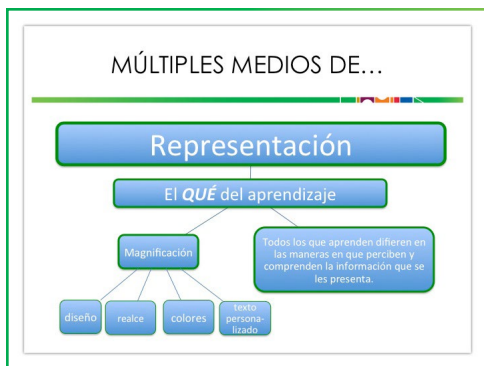 MÚLTIPLES MEDIOS DE...
Representación
El QUÉ del aprendizaje
Magnificación
Todos los que aprenden difieren en
las maneras en que perciben y
comprenden la información que se
les presenta.
diseño
realce
colores
texto
persona-
lizado